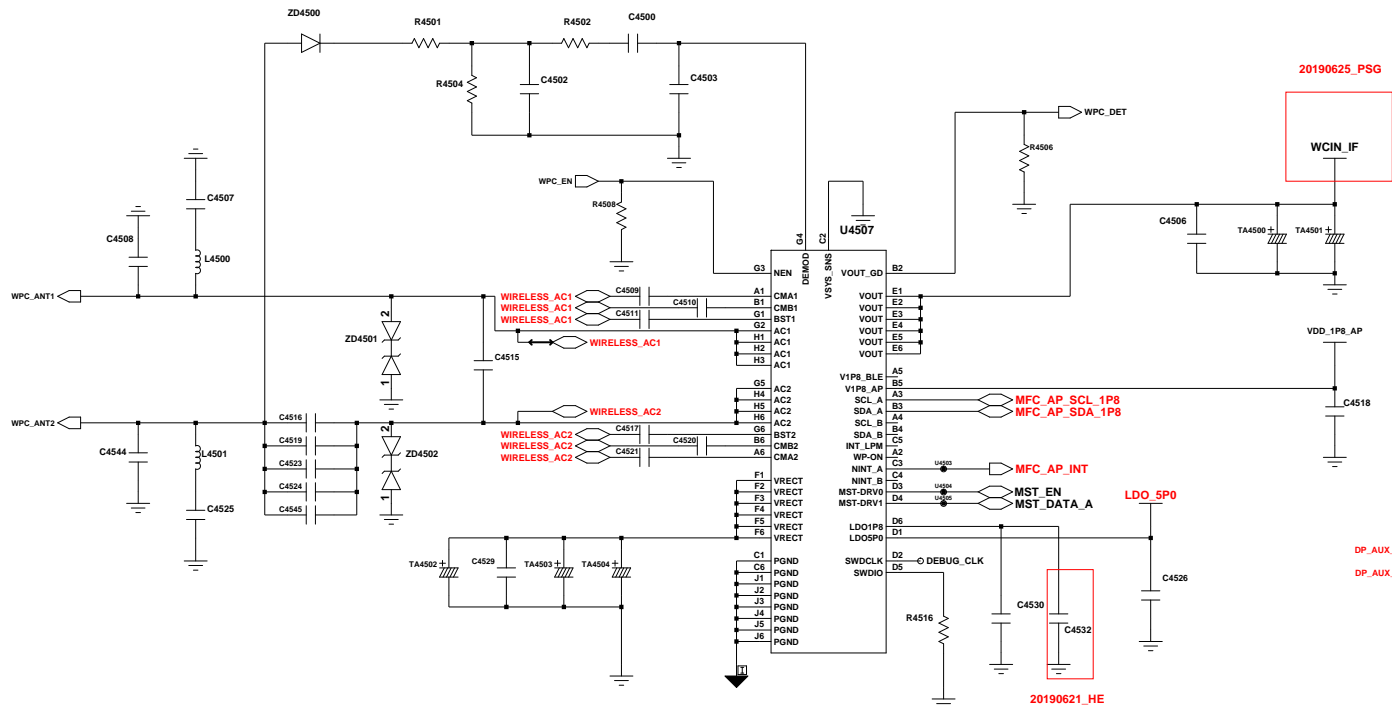 ZD4500
R4501
R4502
C4500
R4504
C4502
C4503
20190625_PSG
WCIN_IF
WPC_DET
R4506
C4507
C4508
L4500
WPC_EN
R4508
U4507
C4506
TA4500
TA4501
G4
DEMOD
C2
VSYS_SNS
WPC_ANT1
WPC_ANT2
ZD4501
2
1
C4515
WIRELESS_AC1
WIRELESS_AC1
WIRELESS_AC1
C4509
C4510
C4511
WIRELESS_AC1
WIRELESS_AC2
WIRELESS_AC2
WIRELESS_AC2
WIRELESS_AC2
C4517
C4520
C4521
C4516
C4519
C4523
C4524
C4545
C4544
L4501
C4525
ZD4502
2
1
TA4502
C4529
TA4503
TA4504
G3 NEN
A1 CMA1
B1 CMB1
G1 BST1
G2 AC1
H1 AC1
H2 AC1
H3 AC1
G5 AC2
H4 AC2
H5 AC2
H6 AC2
G6 BST2
B6 CMB2
A6 CMA2
F1 VRECT
F2 VRECT
F3 VRECT
F4 VRECT
F5 VRECT
F6 VRECT
C1 PGND
C6 PGND
J1 PGND
J2 PGND
J3 PGND
J4 PGND
J5 PGND
J6 PGND
VOUT_GD B2
VOUT E1
VOUT E2
VOUT E3
VOUT E4
VOUT E5
VOUT E6
V1P8_BLE A5
V1P8_AP B5
SCL_A A3
SDA_A B3
SCL_B A4
SDA_B B4
INT_LPM C5
WP-ON A2
NINT_A C3
NINT_B C4
MST-DRV0 D3
MST-DRV1 D4
LDO1P8 D6
LDO5P0 D1
SWDCLK D2
SWDIO D5
VDD_1P8_AP
C4518
MFC_AP_SCL_1P8
MFC_AP_SDA_1P8
U4503
MFC_AP_INT
U4504
MST_EN
U4505
MST_DATA_A
LDO_5P0
DEBUG_CLK
R4516
C4530
C4532
C4526
20190621_HE
DP_AUX_
DP_AUX_